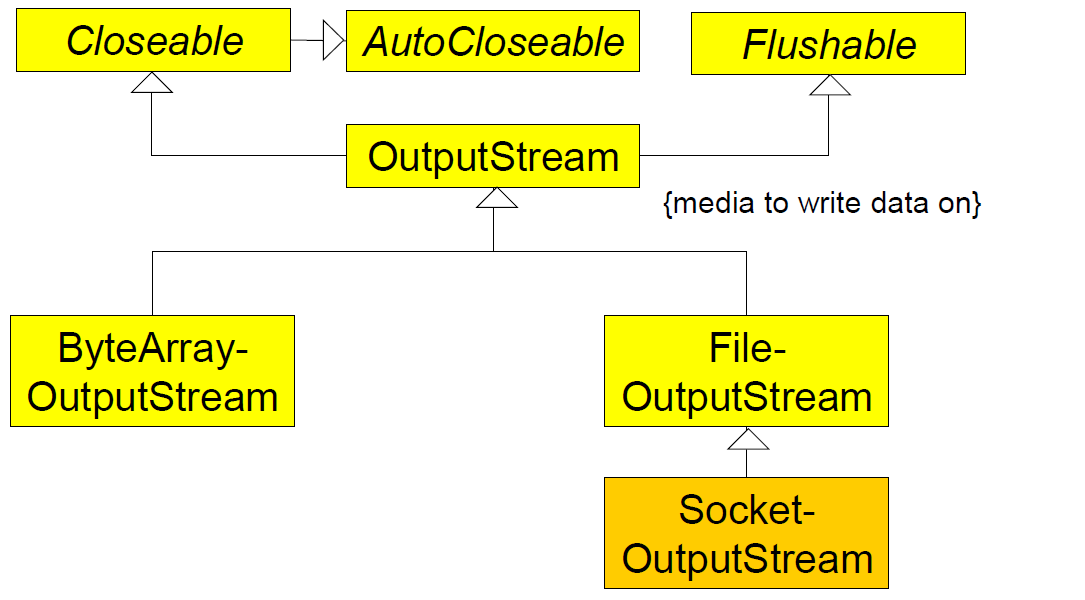 Closeable
AutoCloseable
Flushable
OutputStream
{media to write data on}
ByteArray-
OutputStream
File-
OutputStream
Socket-
OutputStream